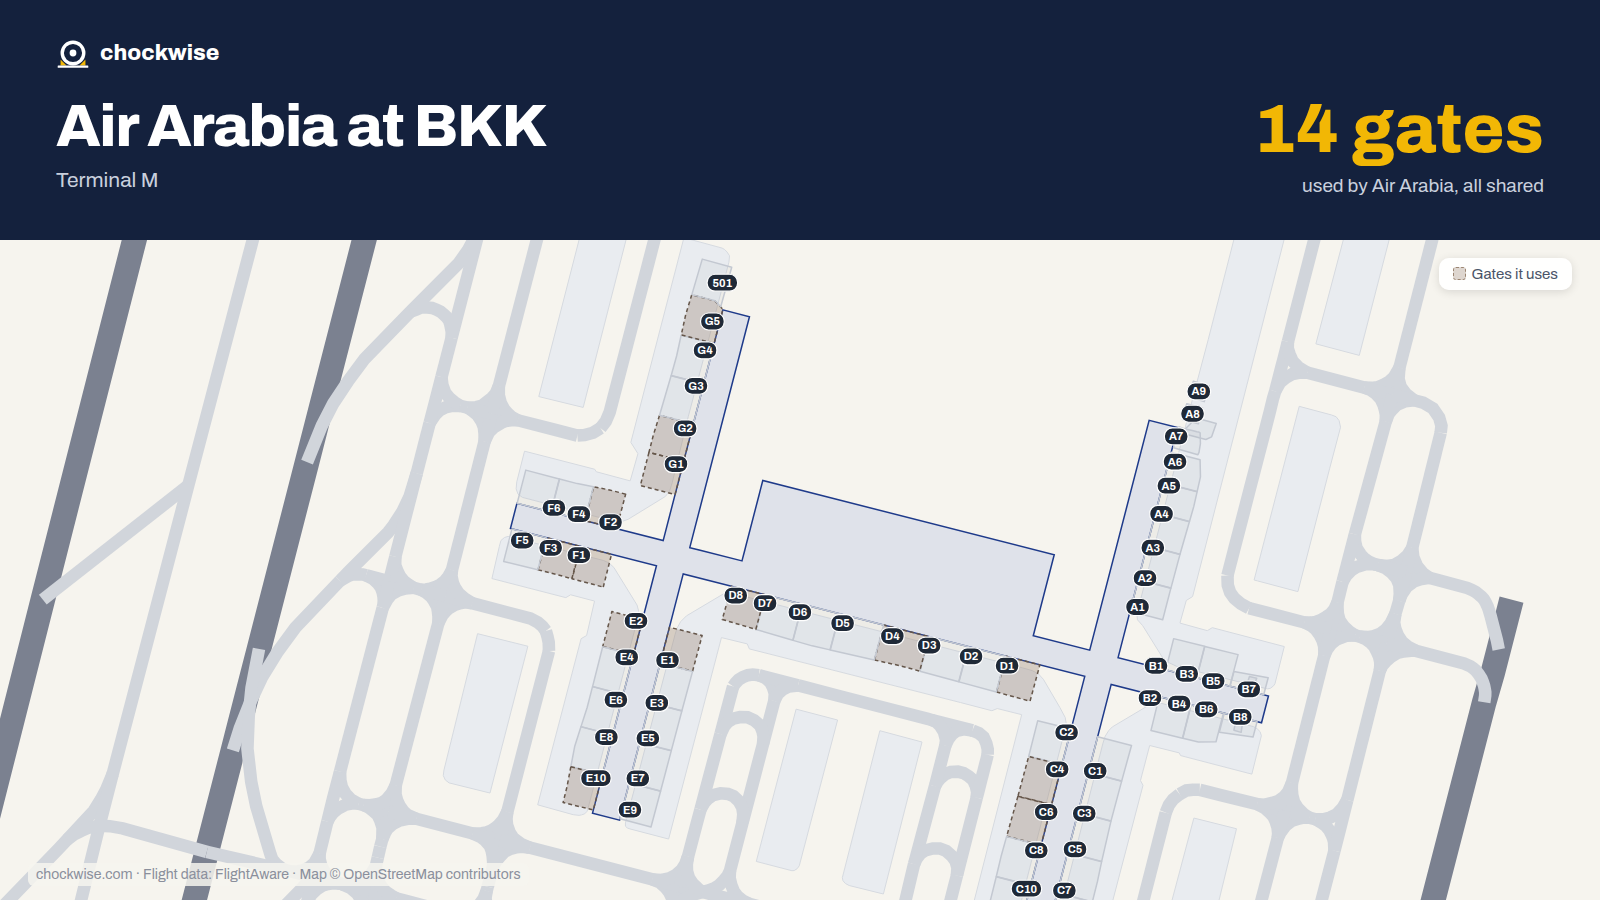 chockwise
Air Arabia at BKK
Terminal M
14 gates
used by Air Arabia, all shared
Gates it uses
501
G5
G4
G3
G2
G1
F6
F4
F2
F5
F3
F1
E2
E4
E1
E6
E3
E8
E5
E10
E7
E9
D8
D7
D6
D5
D4
D3
D2
D1
A9
A8
A7
A6
A5
A4
A3
A2
A1
B1
B3
B5
B7
B2
B4
B6
B8
C2
C4
C1
C6
C3
C8
C5
C10
C7
chockwise.com · Flight data: FlightAware · Map © OpenStreetMap contributors